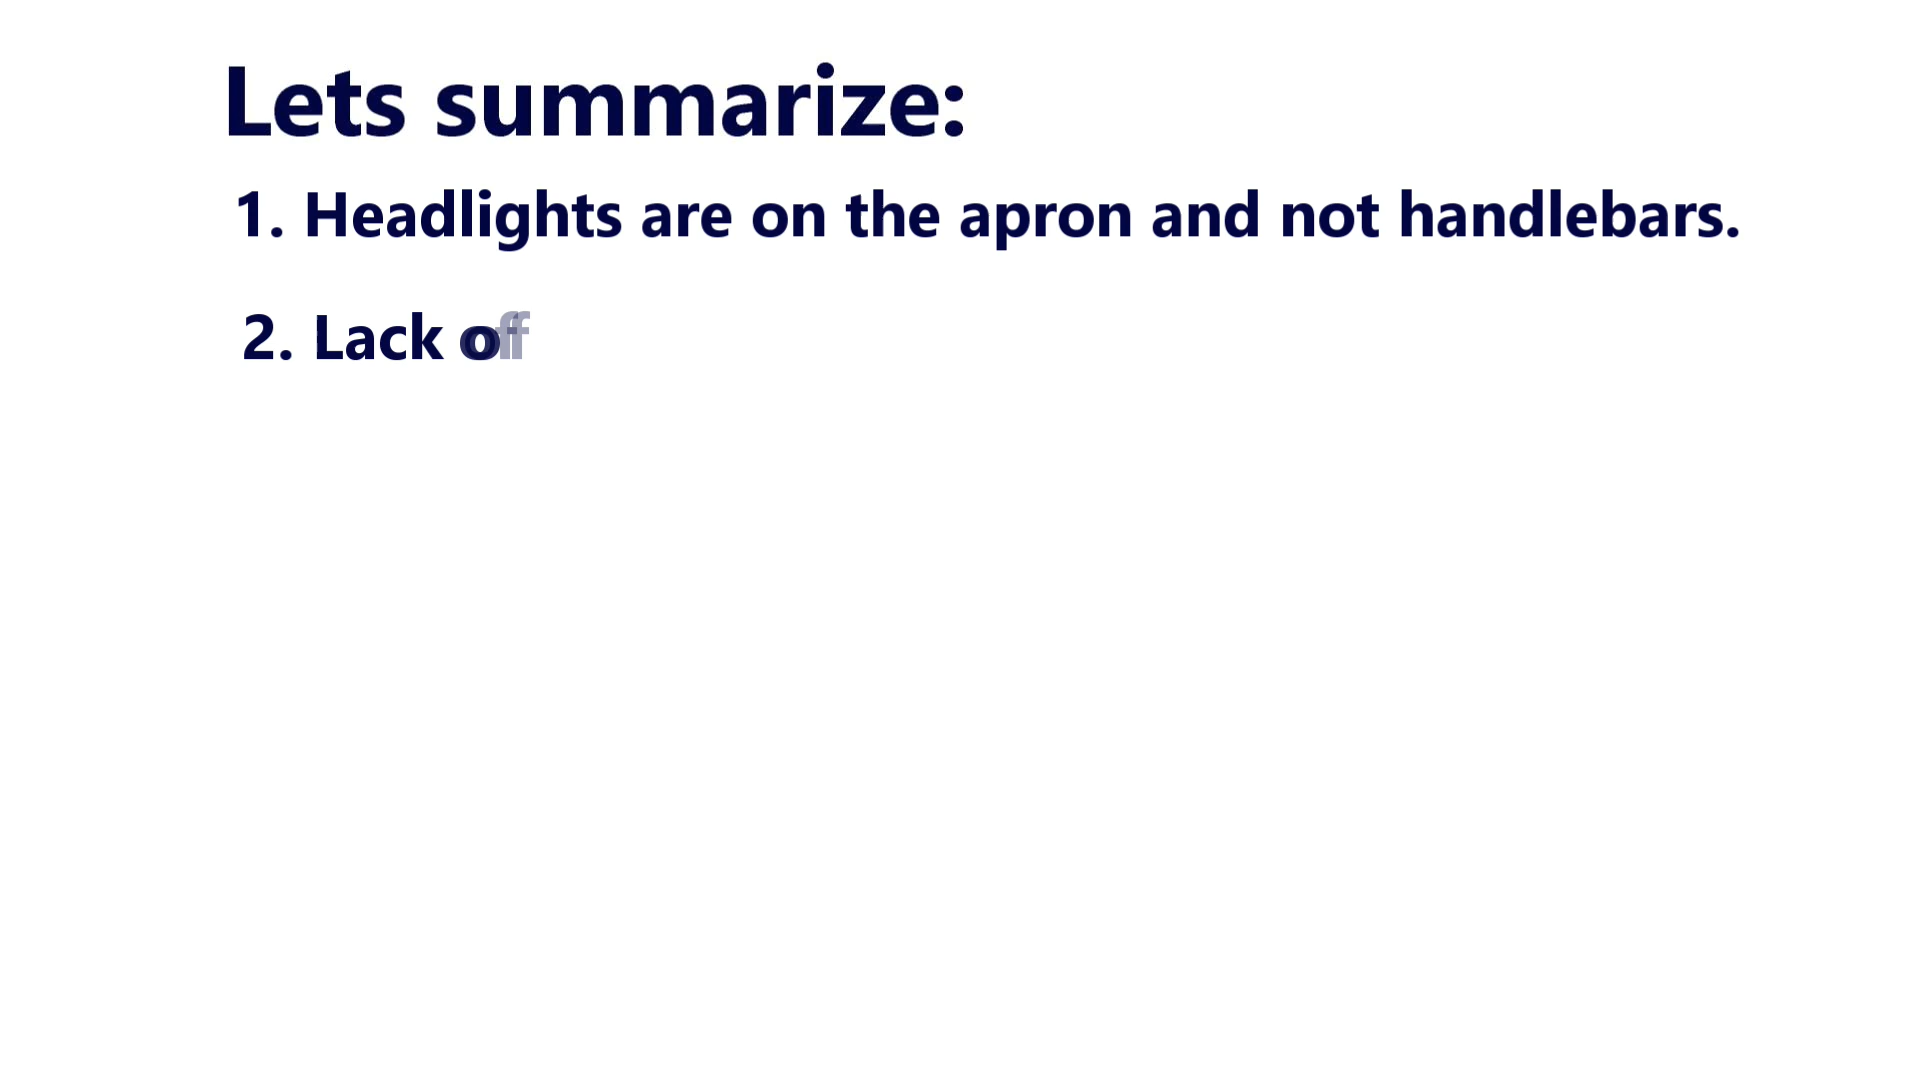 Lets summarize:
1. Headlights are on the apron and not handlebars.
2. Lack of